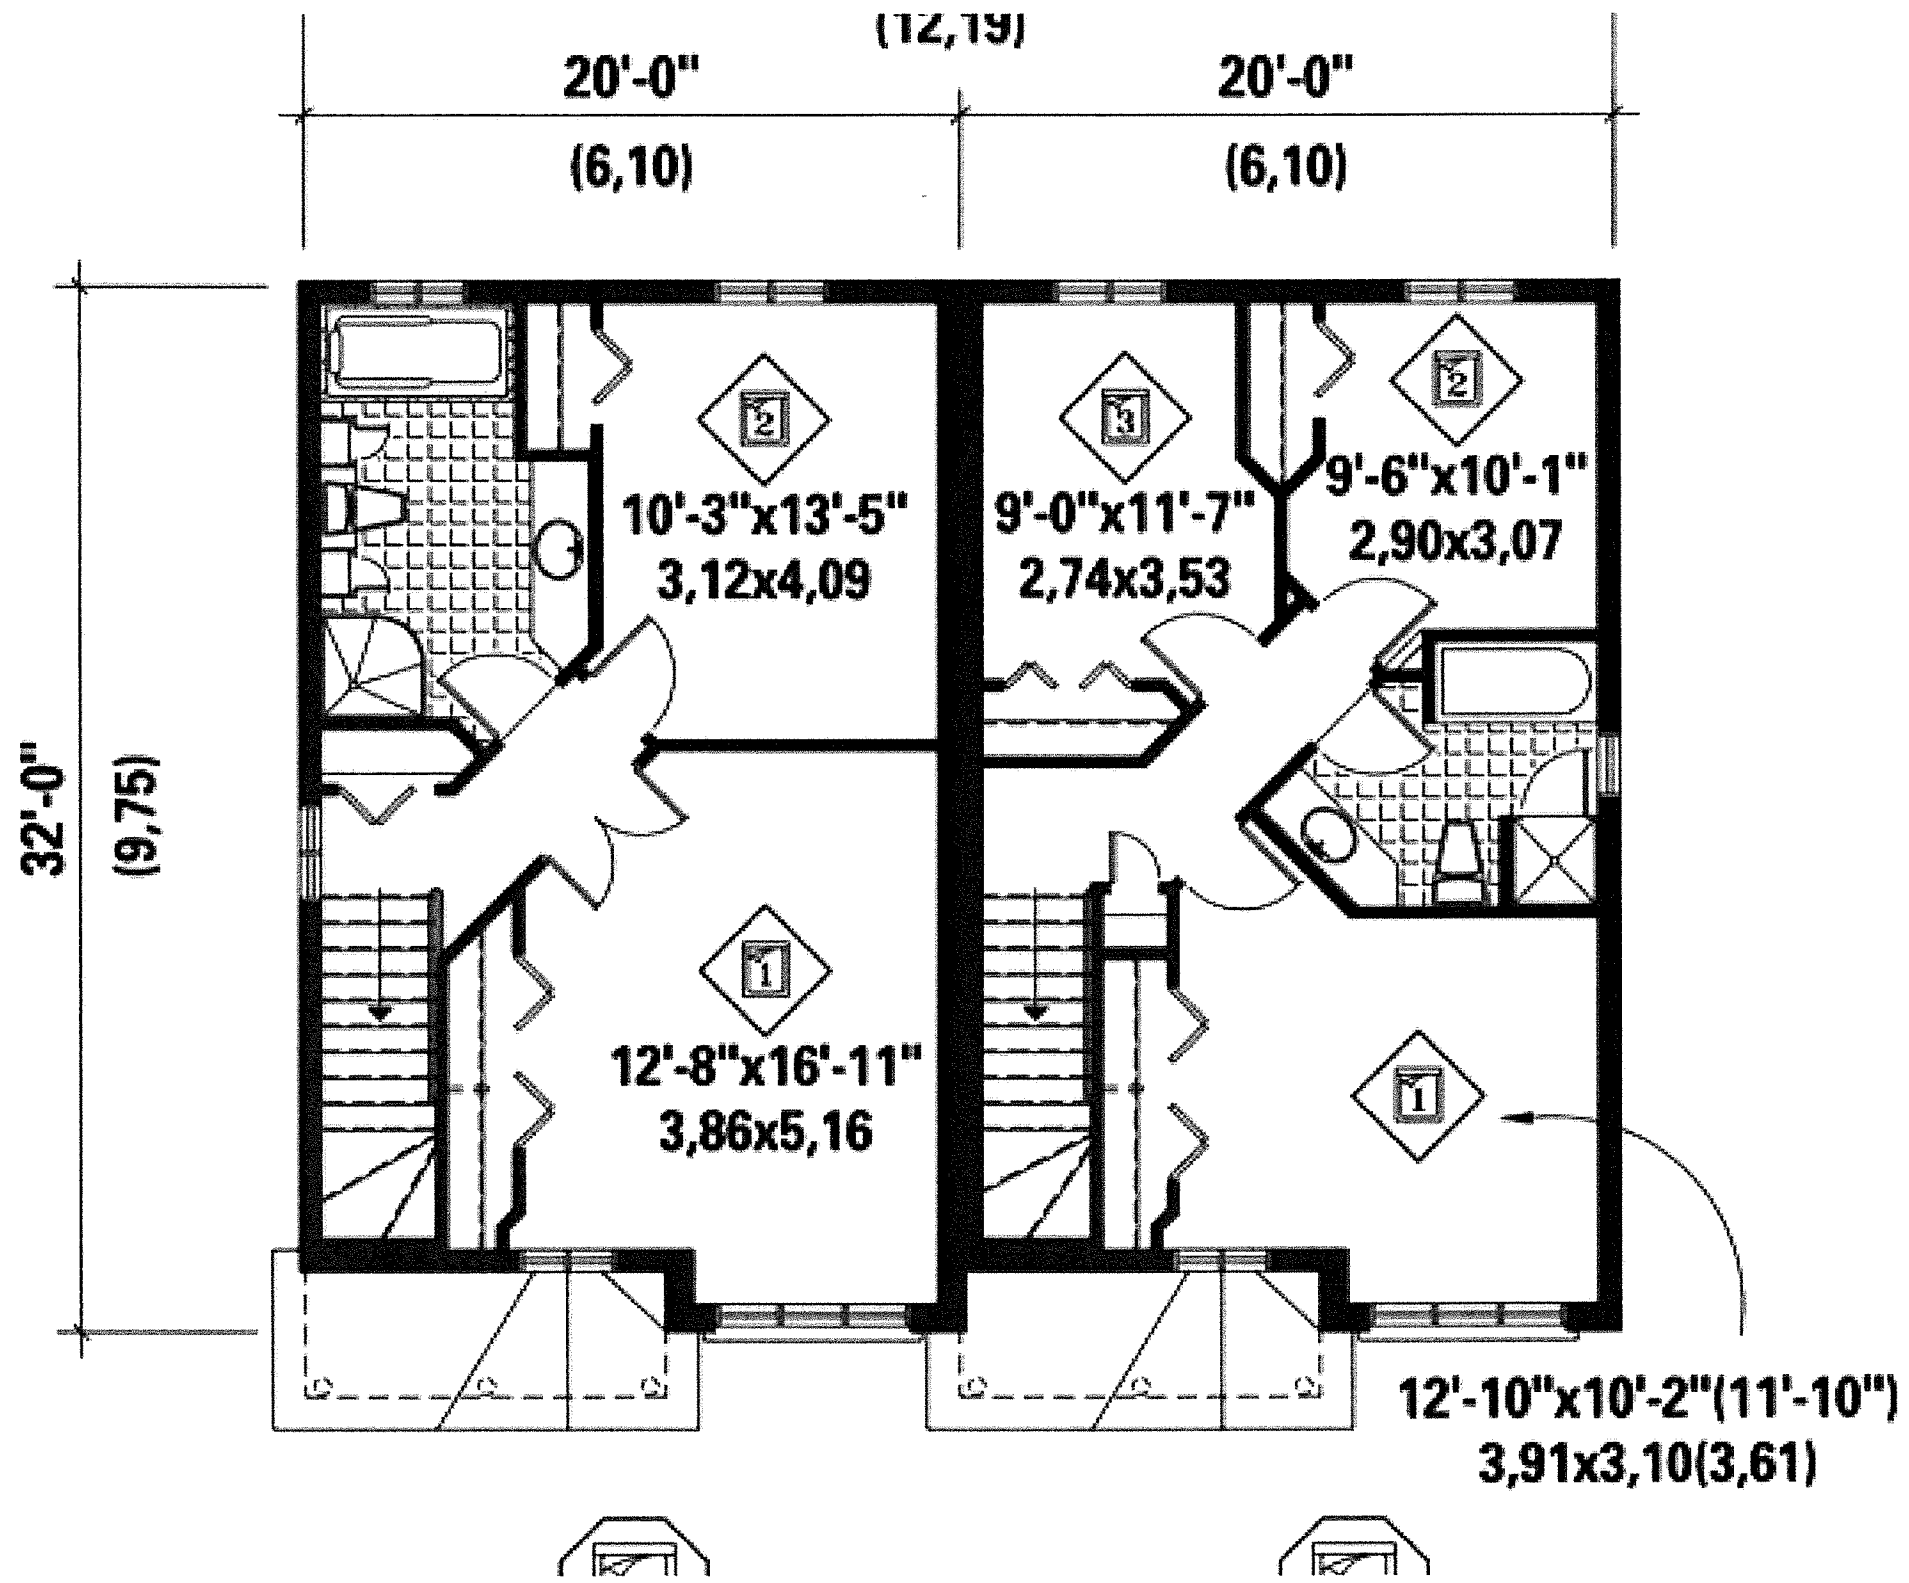 (12,19)
20'-0"
20'-0"
(6,10)
(6,10)
32'-0"
(9,75)
2
10'-3"x13'-5"
3,12x4,09
3
9'-0"x11'-7"
2,74x3,53
2
9'-6"x10'-1"
2,90x3,07
1
12'-8"x16'-11"
3,86x5,16
1
12'-10"x10'-2"(11'-10")
3,91x3,10(3,61)